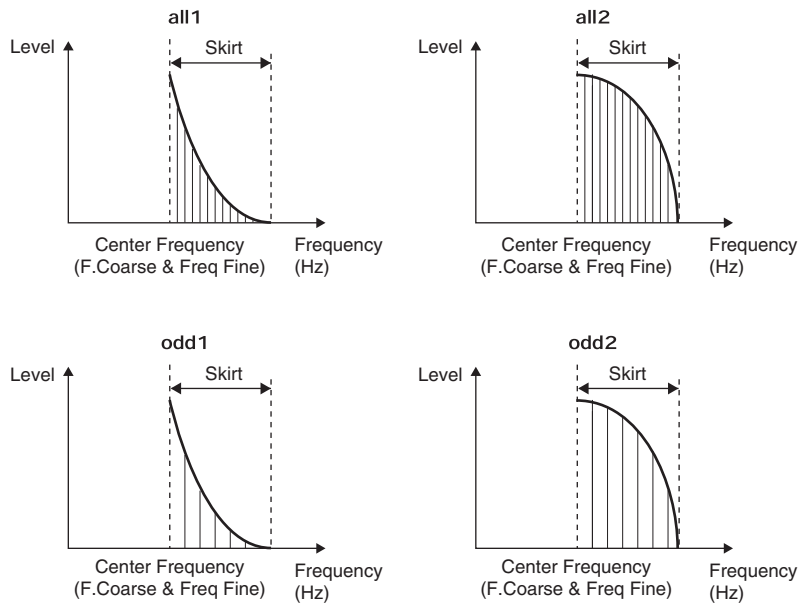 all1
Level
Skirt
Center Frequency
(F.Coarse & Freq Fine)
Frequency
(Hz)
all2
Level
Skirt
Center Frequency
(F.Coarse & Freq Fine)
Frequency
(Hz)
odd1
Level
Skirt
Center Frequency
(F.Coarse & Freq Fine)
Frequency
(Hz)
odd2
Level
Skirt
Center Frequency
(F.Coarse & Freq Fine)
Frequency
(Hz)